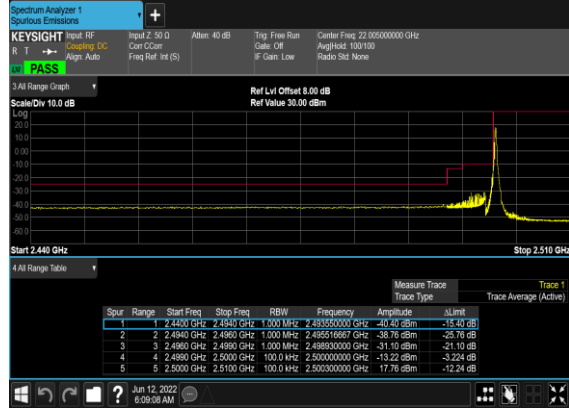 Spectrum Analyzer 1
Spurious Emissions
KEYSIGHT Input: RF Input Z: 50 Ω Atten: 40 dB Trig: Free Run Center Freq: 22.005000000 GHz
R T Coupling: DC Corr CCorr Gate: Off Avg|Hold: 100/100
Align: Auto Freq Ref: Int (S) IF Gain: Low Radio Std: None
LXI PASS
3 All Range Graph
Ref Lvl Offset 8.00 dB
Scale/Div 10.0 dB Ref Value 30.00 dBm
Log
20.0
10.0
0.00
-10.0
-20.0
-30.0
-40.0
-50.0
-60.0
Start 2.440 GHz Stop 2.510 GHz
4 All Range Table
Measure Trace Trace 1
Trace Type Trace Average (Active)
Spur Range Start Freq Stop Freq RBW Frequency Amplitude ΔLimit
1 1 2.4400 GHz 2.4940 GHz 1.000 MHz 2.493550000 GHz -40.40 dBm -15.40 dB
2 2 2.4940 GHz 2.4960 GHz 1.000 MHz 2.495516667 GHz -38.76 dBm -25.76 dB
3 3 2.4960 GHz 2.4990 GHz 1.000 MHz 2.498930000 GHz -31.10 dBm -21.10 dB
4 4 2.4990 GHz 2.5000 GHz 100.0 kHz 2.500000000 GHz -13.22 dBm -3.224 dB
5 5 2.5000 GHz 2.5100 GHz 100.0 kHz 2.500300000 GHz 17.76 dBm -12.24 dB
? Jun 12, 2022
6:09:08 AM